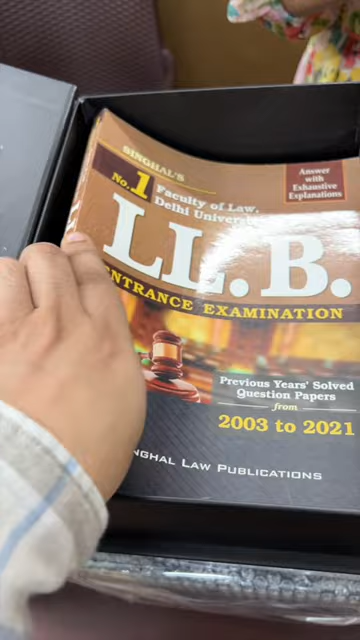 SINGHAL'S
No. 1
Faculty of Law,
Delhi
LL.B.
ENTRANCE EXAMINATION
Answer
with
Exhaustive
Explanations
Previous Years' Solved
Question Papers
from
2003 to 2021
LAW PUBLICATIONS